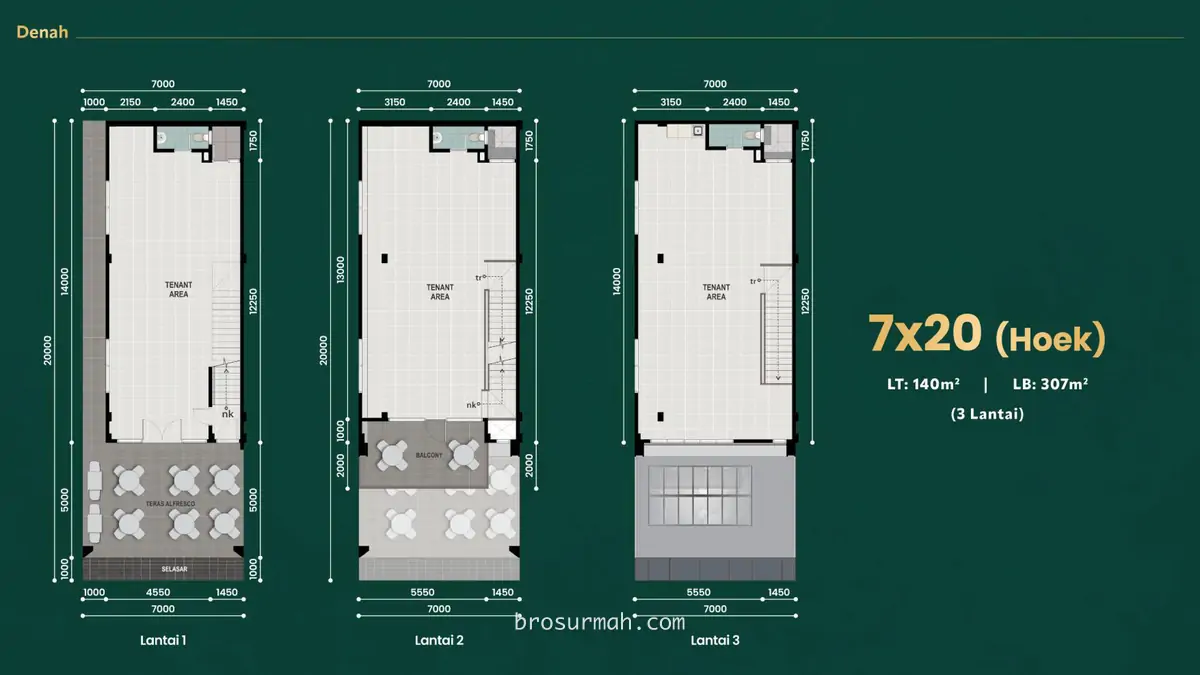 Denah
7000
1000 2150 2400 1450
1750
14000
20000
12250
TENANT
AREA
nk
5000
TERAS ALFRESCO
5000
1000
SELASAR
1000
1000 4550 1450
7000
Lantai 1
7000
3150 2400 1450
1750
13000
20000
12250
TENANT
AREA
tr
nk
1000
BALCONY
2000
2000
5550 1450
7000
Lantai 2
7000
3150 2400 1450
1750
14000
12250
TENANT
AREA
tr
5550 1450
7000
Lantai 3
7x20 (Hoek)
LT: 140m² | LB: 307m²
(3 Lantai)
brosurmah.com